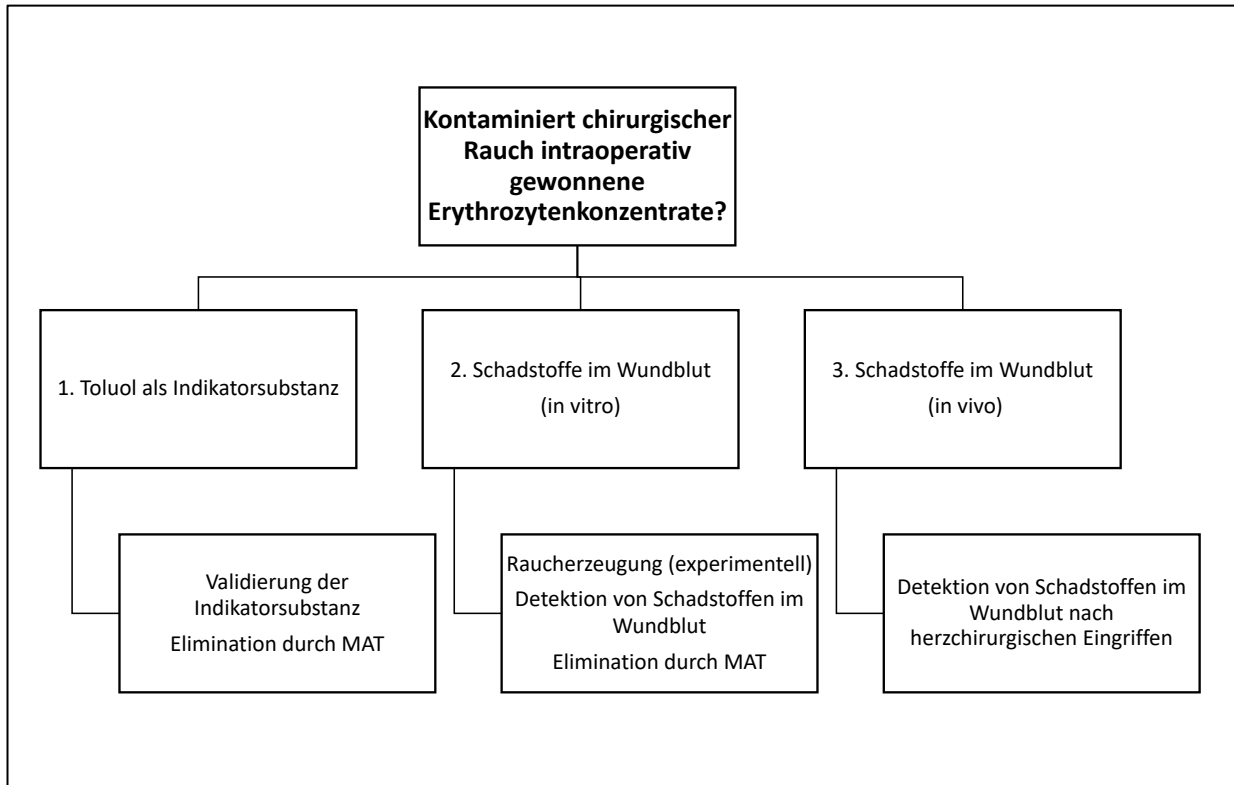 Kontaminiert chirurgischer
Rauch intraoperativ
gewonnene
Erythrozytenkonzentrate?
1. Toluol als Indikatorsubstanz
2. Schadstoffe im Wundblut
(in vitro)
3. Schadstoffe im Wundblut
(in vivo)
Validierung der
Indikatorsubstanz
Elimination durch MAT
Raucherzeugung (experimentell)
Detektion von Schadstoffen im
Wundblut
Elimination durch MAT
Detektion von Schadstoffen im
Wundblut nach
herzchirurgischen Eingriffen